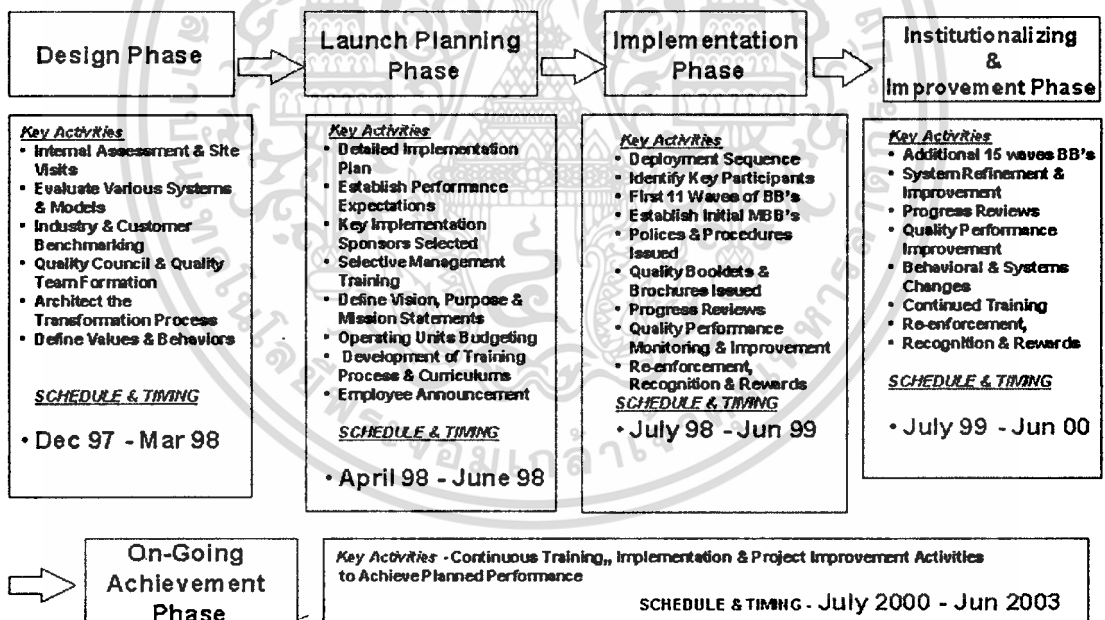 Design Phase
Launch Planning
Phase
Implementation
Phase
Institutionalizing
&
Improvement Phase
Key Activities
• Internal Assessment & Site
Visits
• Evaluate Various Systems
& Models
• Industry & Customer
Benchmarking
• Quality Council & Quality
Team Formation
• Architect the
Transformation Process
• Define Values & Behaviors
SCHEDULE & TIMING
• Dec 97 - Mar 98
Key Activities
• Detailed Implementation
Plan
• Establish Performance
Expectations
• Key Implementation
Sponsors Selected
• Selective Management
Training
• Define Vision, Purpose &
Mission Statements
• Operating Units Budgeting
• Development of Training
Process & Curriculums
• Employee Announcement
SCHEDULE & TIMING
• April 98 - June 98
Key Activities
• Deployment Sequence
• Identify Key Participants
• First 11 Waves of BB's
• Establish Initial MBB's
• Polices & Procedures
Issued
• Quality Booklets &
Brochures Issued
• Progress Reviews
• Quality Performance
Monitoring & Improvement
• Re-enforcement,
Recognition & Rewards
SCHEDULE & TIMING
• July 98 - Jun 99
Key Activities
• Additional 15 waves BB's
• System Refinement &
Improvement
• Progress Reviews
• Quality Performance
Improvement
• Behavioral & Systems
Changes
• Continued Training
• Re-enforcement,
• Recognition & Rewards
SCHEDULE & TIMING
• July 99 - Jun 00
On-Going
Achievement
Phase
Key Activities - Continuous Training,, Implementation & Project Improvement Activities
to Achieve Planned Performance
SCHEDULE & TIMING - July 2000 - Jun 2003